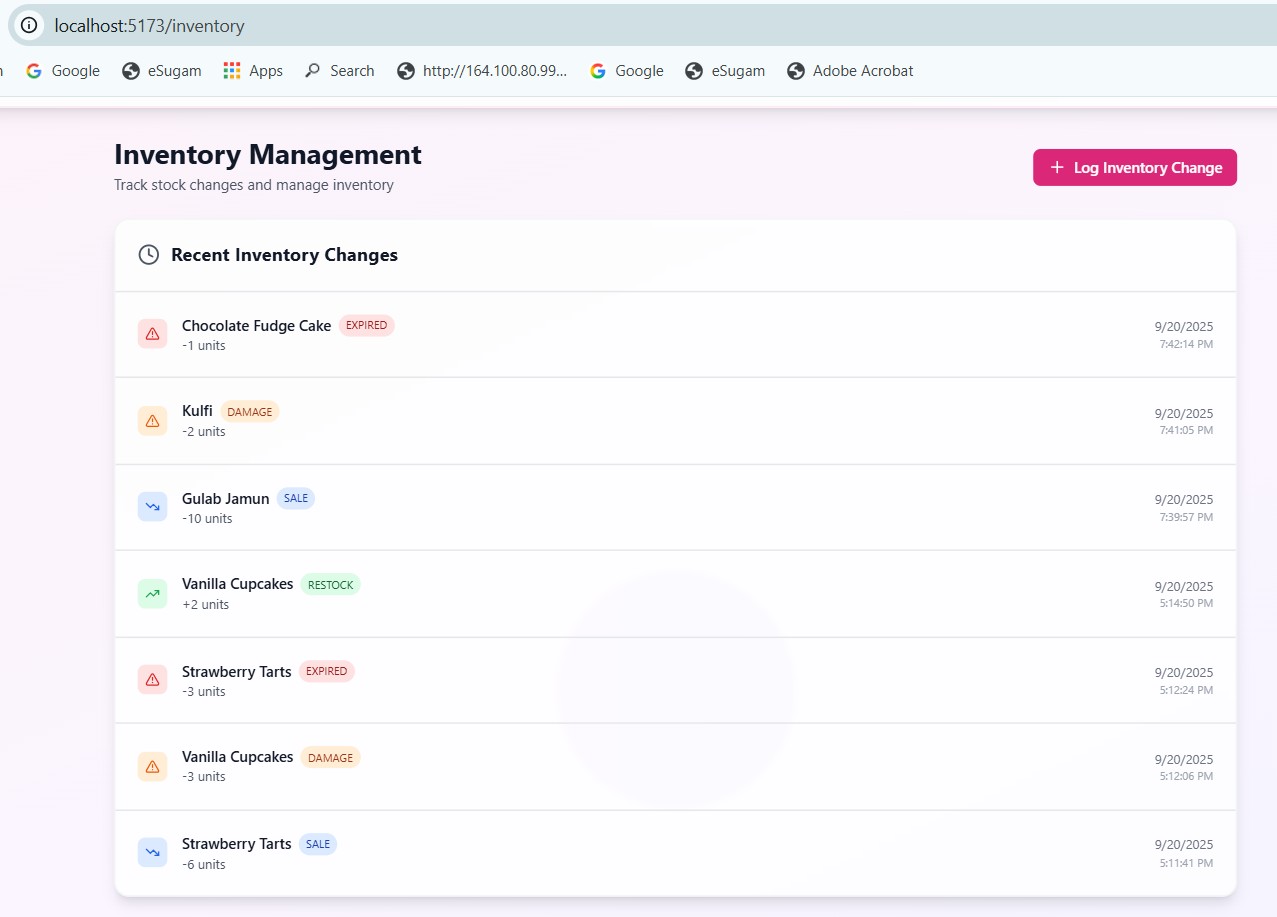 localhost:5173/inventory
Google eSugam Apps Search http://164.100.80.99... Google eSugam Adobe Acrobat
Inventory Management
Track stock changes and manage inventory
Log Inventory Change
Recent Inventory Changes
Chocolate Fudge Cake EXPIRED
-1 units
9/20/2025
7:42:14 PM
Kulfi DAMAGE
-2 units
9/20/2025
7:41:05 PM
Gulab Jamun SALE
-10 units
9/20/2025
7:39:57 PM
Vanilla Cupcakes RESTOCK
+2 units
9/20/2025
5:14:50 PM
Strawberry Tarts EXPIRED
-3 units
9/20/2025
5:12:24 PM
Vanilla Cupcakes DAMAGE
-3 units
9/20/2025
5:12:06 PM
Strawberry Tarts SALE
-6 units
9/20/2025
5:11:41 PM